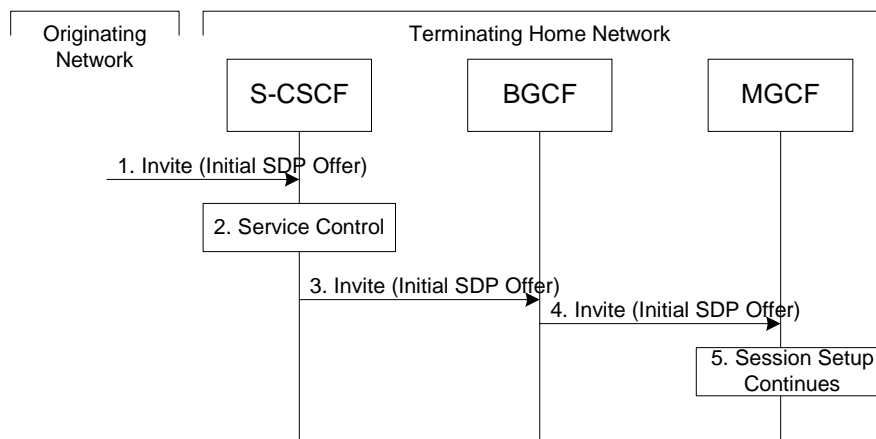 Originating
Network
Terminating Home Network
S-CSCF
BGCF
MGCF
1. Invite (Initial SDP Offer)
2. Service Control
3. Invite (Initial SDP Offer)
4. Invite (Initial SDP Offer)
5. Session Setup
Continues